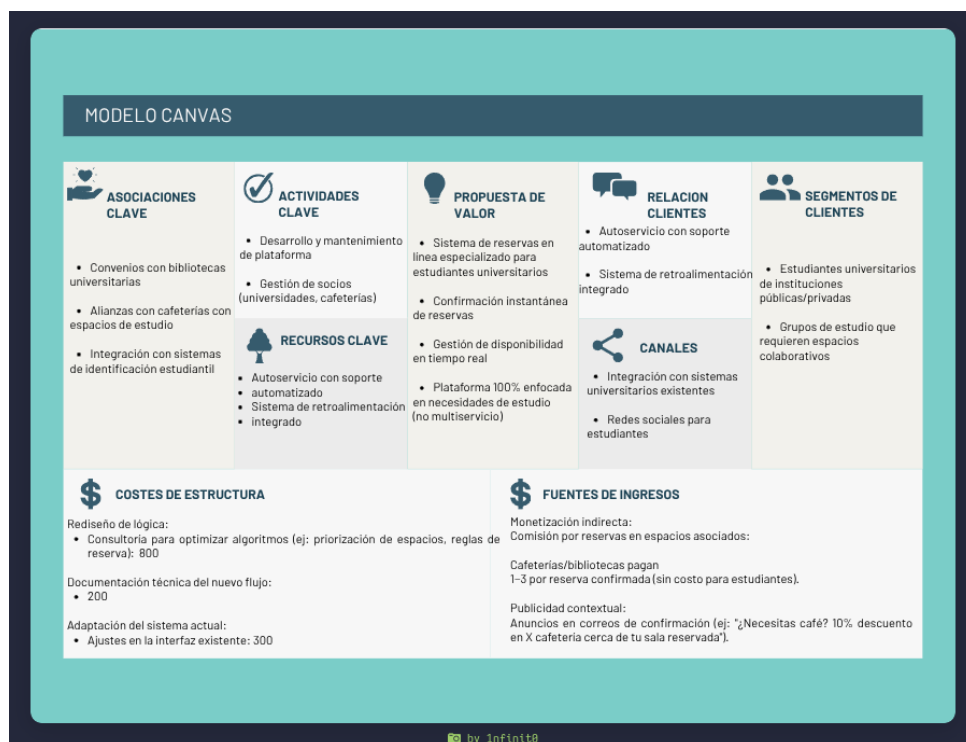 MODELO CANVAS
ASOCIACIONES
CLAVE
• Convenios con bibliotecas
universitarias
• Alianzas con cafeterías con
espacios de estudio
• Integración con sistemas
de identificación estudiantil
ACTIVIDADES
CLAVE
• Desarrollo y mantenimiento
de plataforma
• Gestión de socios
(universidades, cafeterías)
RECURSOS CLAVE
• Autoservicio con soporte
• automatizado
• Sistema de retroalimentación
• integrado
PROPUESTA DE
VALOR
• Sistema de reservas en
línea especializado para
estudiantes universitarios
• Confirmación instantánea
de reservas
• Gestión de disponibilidad
en tiempo real
• Plataforma 100% enfocada
en necesidades de estudio
(no multiservicio)
RELACION
CLIENTES
• Autoservicio con soporte
automatizado
• Sistema de retroalimentación
integrado
CANALES
• Integración con sistemas
universitarios existentes
• Redes sociales para
estudiantes
SEGMENTOS DE
CLIENTES
• Estudiantes universitarios
de instituciones
públicas/privadas
• Grupos de estudio que
requieren espacios
colaborativos
COSTES DE ESTRUCTURA
Rediseño de lógica:
• Consultoría para optimizar algoritmos (ej: priorización de espacios, reglas de
reserva): 800
Documentación técnica del nuevo flujo:
• 200
Adaptación del sistema actual:
• Ajustes en la interfaz existente: 300
FUENTES DE INGRESOS
Monetización indirecta:
Comisión por reservas en espacios asociados:
Cafeterías/bibliotecas pagan
1–3 por reserva confirmada (sin costo para estudiantes).
Publicidad contextual:
Anuncios en correos de confirmación (ej: "¿Necesitas café? 10% descuento
en X cafetería cerca de tu sala reservada").
by 1nfinit0